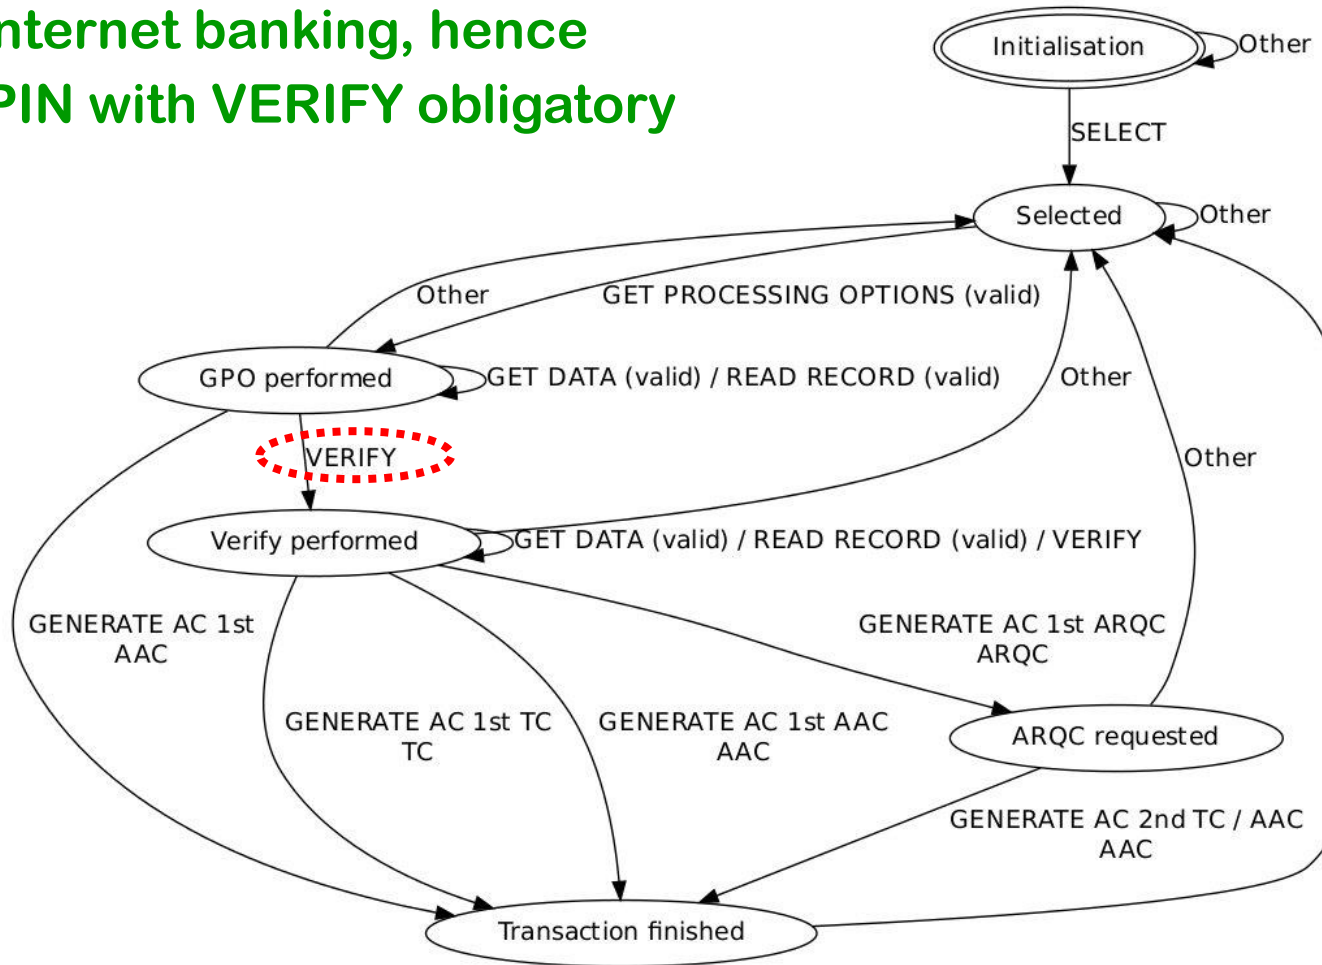 nternet banking, hence
PIN with VERIFY obligatory
Initialisation
Other
SELECT
Selected
Other
Other
GET PROCESSING OPTIONS (valid)
GPO performed
GET DATA (valid) / READ RECORD (valid)
Other
VERIFY
Other
Verify performed
GET DATA (valid) / READ RECORD (valid) / VERIFY
GENERATE AC 1st
AAC
GENERATE AC 1st ARQC
ARQC
GENERATE AC 1st TC
TC
GENERATE AC 1st AAC
AAC
ARQC requested
GENERATE AC 2nd TC / AAC
AAC
Transaction finished